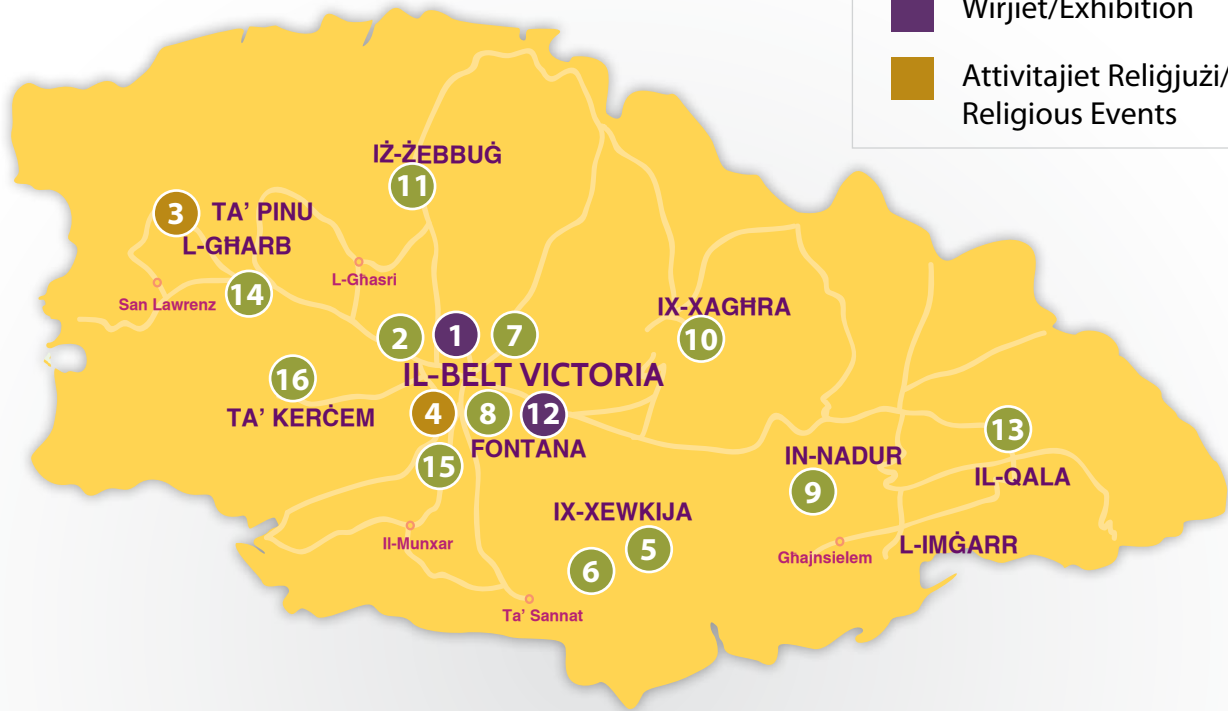 Wirjiet/Exhibition
Attivitajiet Reliġjużi/
Religious Events
IŻ-ŻEBBUĠ
11
3
TA' PINU
L-GĦARB
L-Għasri
San Lawrenz
14
IX-XAGĦRA
10
2
1
7
IL-BELT VICTORIA
16
TA' KERĊEM
4
8
12
FONTANA
15
13
IL-QALA
IN-NADUR
9
IX-XEWKIJA
5
6
Il-Munxar
L-IMĠARR
Għajnsielem
Ta' Sannat